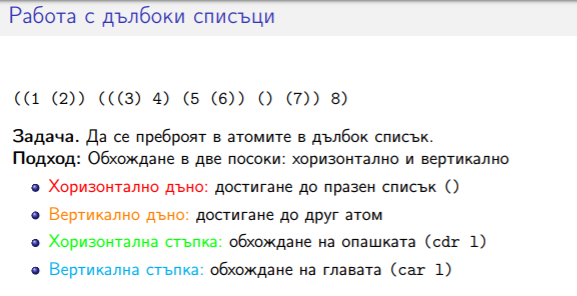 Работа с дълбоки списъци
((1 (2)) (((3) 4) (5 (6)) () (7)) 8)
Задача. Да се преброят в атомите в дълбок списък.
Подход: Обхождане в две посоки: хоризонтално и вертикално
Хоризонтално дъно: достигане до празен списък ()
Вертикално дъно: достигане до друг атом
Хоризонтална стъпка: обхождане на опашката (cdr l)
Вертикална стъпка: обхождане на главата (car l)